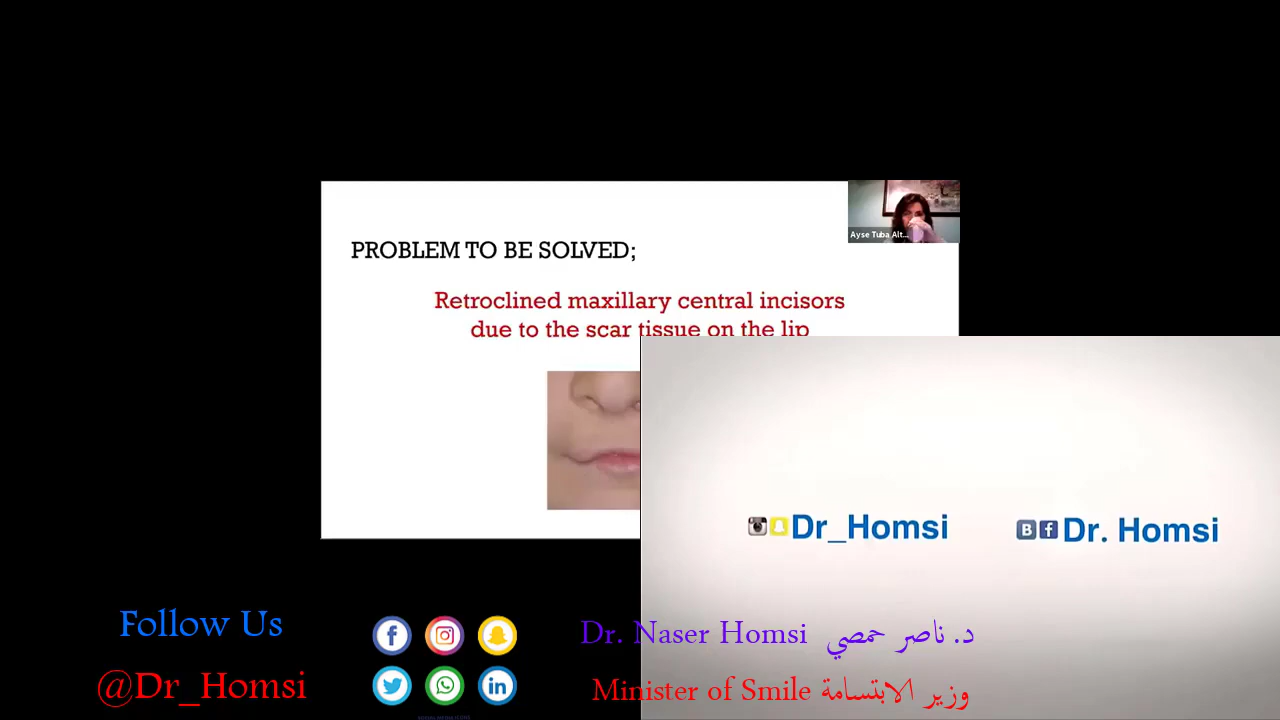 Ayse Tuba Alt...
PROBLEM TO BE SOLVED;
Retroclined maxillary central incisors
due to the scar tissue on the lip
Dr_Homsi
Dr. Homsi
Follow Us
@Dr_Homsi
Dr. Naser Homsi د. ناصر حمصي
Minister of Smile وزير الابتسامة